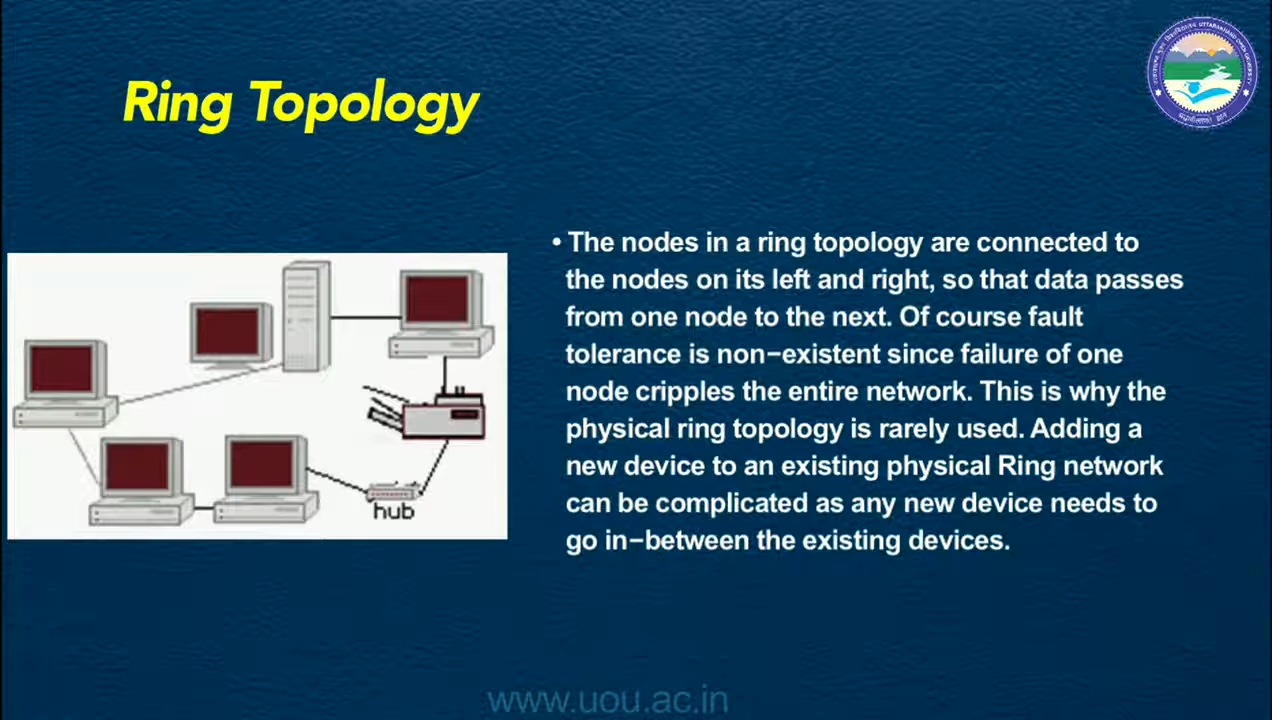 Ring Topology
UTTARAKHAND OPEN UNIVERSITY
• The nodes in a ring topology are connected to
the nodes on its left and right, so that data passes
from one node to the next. Of course fault
tolerance is non-existent since failure of one
node cripples the entire network. This is why the
physical ring topology is rarely used. Adding a
new device to an existing physical Ring network
can be complicated as any new device needs to
go in-between the existing devices.
hub
www.uou.ac.in